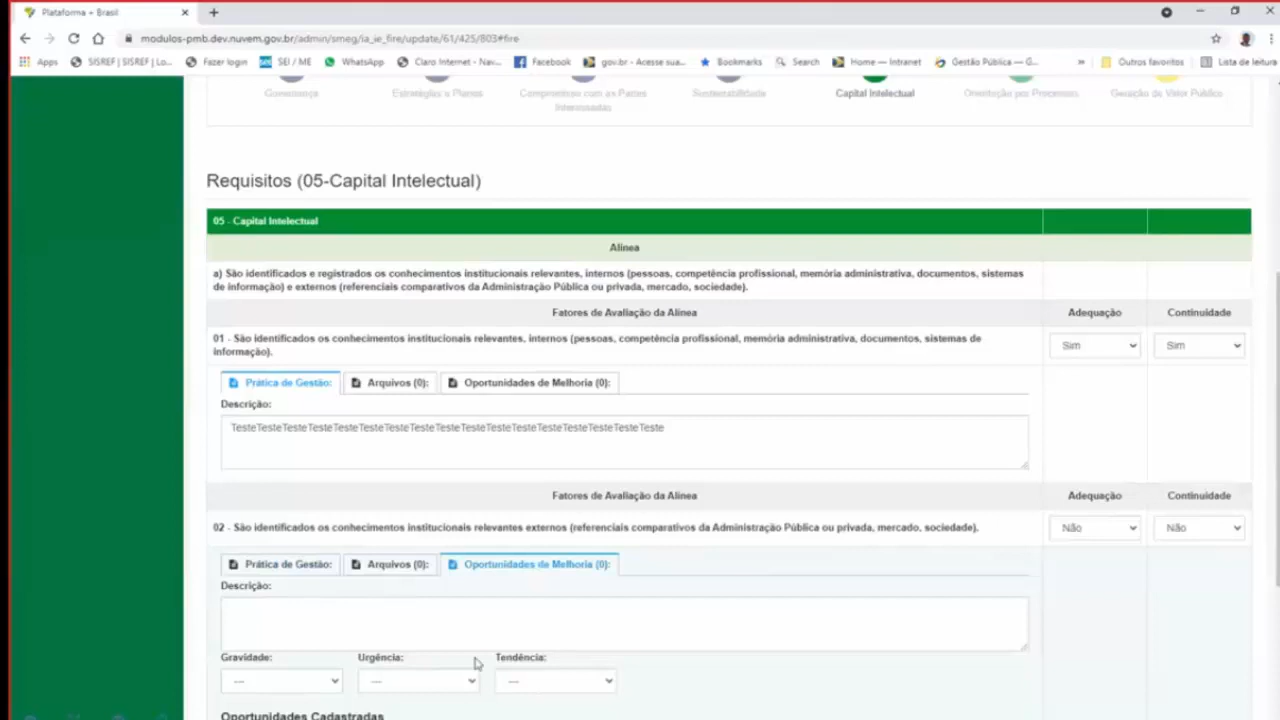 Plataforma + Brasil
modulos-pmb.dev.nuvem.gov.br/admin/smeg/ia_ie_fire/update/61/425/803#fire
Apps SISREF | SISREF | Lo... Fazer login SEI / ME WhatsApp Claro Internet - Nav... Facebook gov.br - Acesse sua... Bookmarks Search Home — Intranet Gestão Pública — G... » Outros favoritos Lista de leitura
Governança Estratégias e Planos Compromisso com as Partes Interessadas Sustentabilidade Capital Intelectual Orientação por Processos Geração de Valor Público
Requisitos (05-Capital Intelectual)
05 - Capital Intelectual
Alínea
a) São identificados e registrados os conhecimentos institucionais relevantes, internos (pessoas, competência profissional, memória administrativa, documentos, sistemas
de informação) e externos (referenciais comparativos da Administração Pública ou privada, mercado, sociedade).
Fatores de Avaliação da Alínea Adequação Continuidade
01 - São identificados os conhecimentos institucionais relevantes, internos (pessoas, competência profissional, memória administrativa, documentos, sistemas de
informação).
Sim Sim
Prática de Gestão: Arquivos (0): Oportunidades de Melhoria (0):
Descrição:
TesteTesteTesteTesteTesteTesteTesteTesteTesteTesteTesteTesteTesteTesteTesteTesteTeste
Fatores de Avaliação da Alínea Adequação Continuidade
02 - São identificados os conhecimentos institucionais relevantes externos (referenciais comparativos da Administração Pública ou privada, mercado, sociedade).
Não Não
Prática de Gestão: Arquivos (0): Oportunidades de Melhoria (0):
Descrição:
Gravidade: Urgência: Tendência:
--- --- ---
Oportunidades Cadastradas